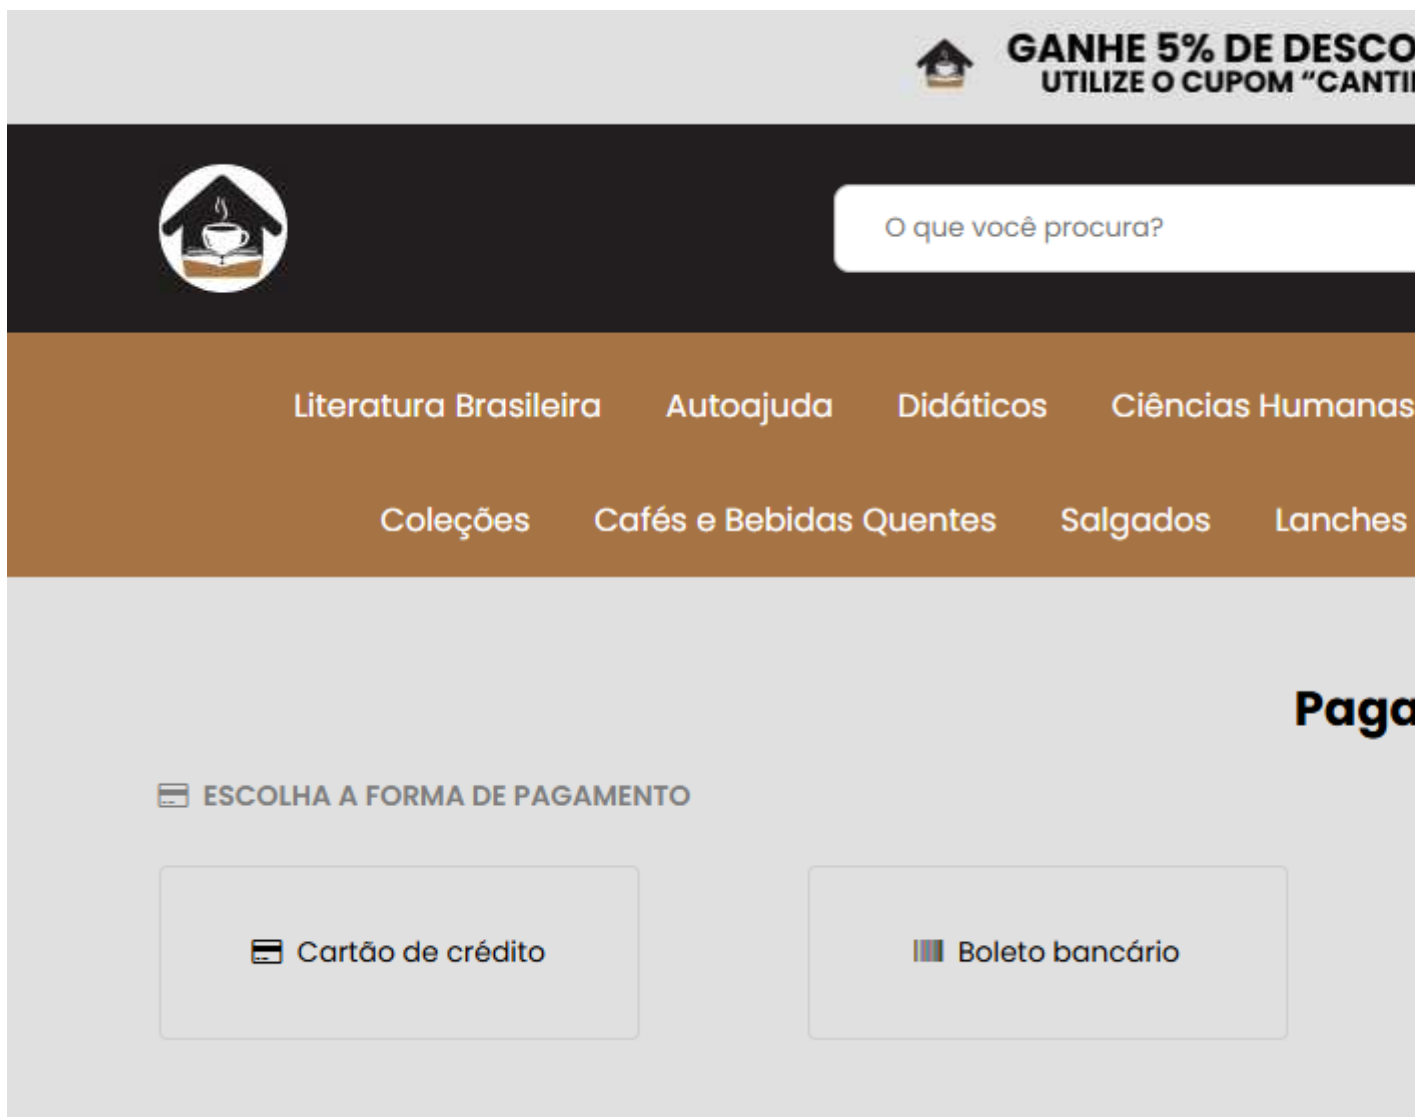 GANHE 5% DE DESCO
UTILIZE O CUPOM “CANTI
O que você procura?
Literatura Brasileira Autoajuda Didáticos Ciências Humanas
Coleções Cafés e Bebidas Quentes Salgados Lanches
Paga
ESCOLHA A FORMA DE PAGAMENTO
Cartão de crédito Boleto bancário